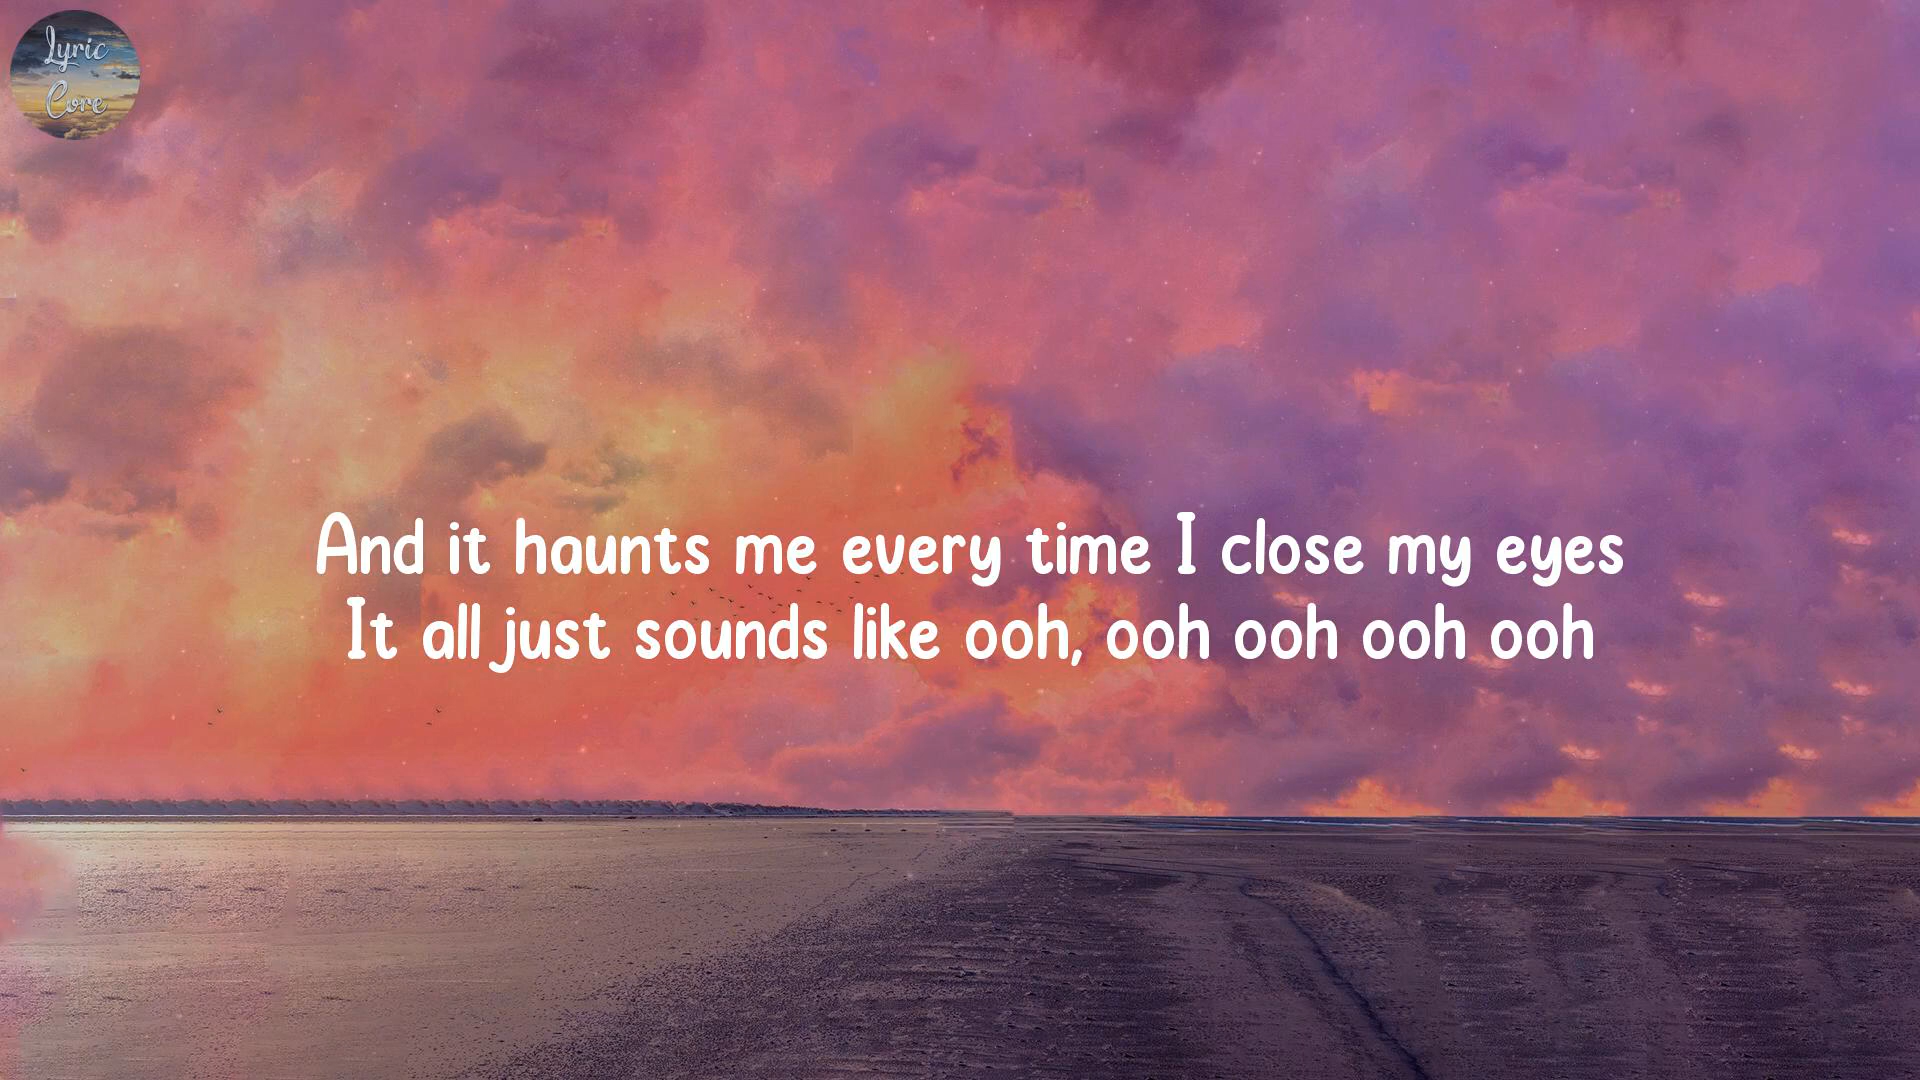 Lyric
Core
And it haunts me every time I close my eyes
It all just sounds like ooh, ooh ooh ooh ooh